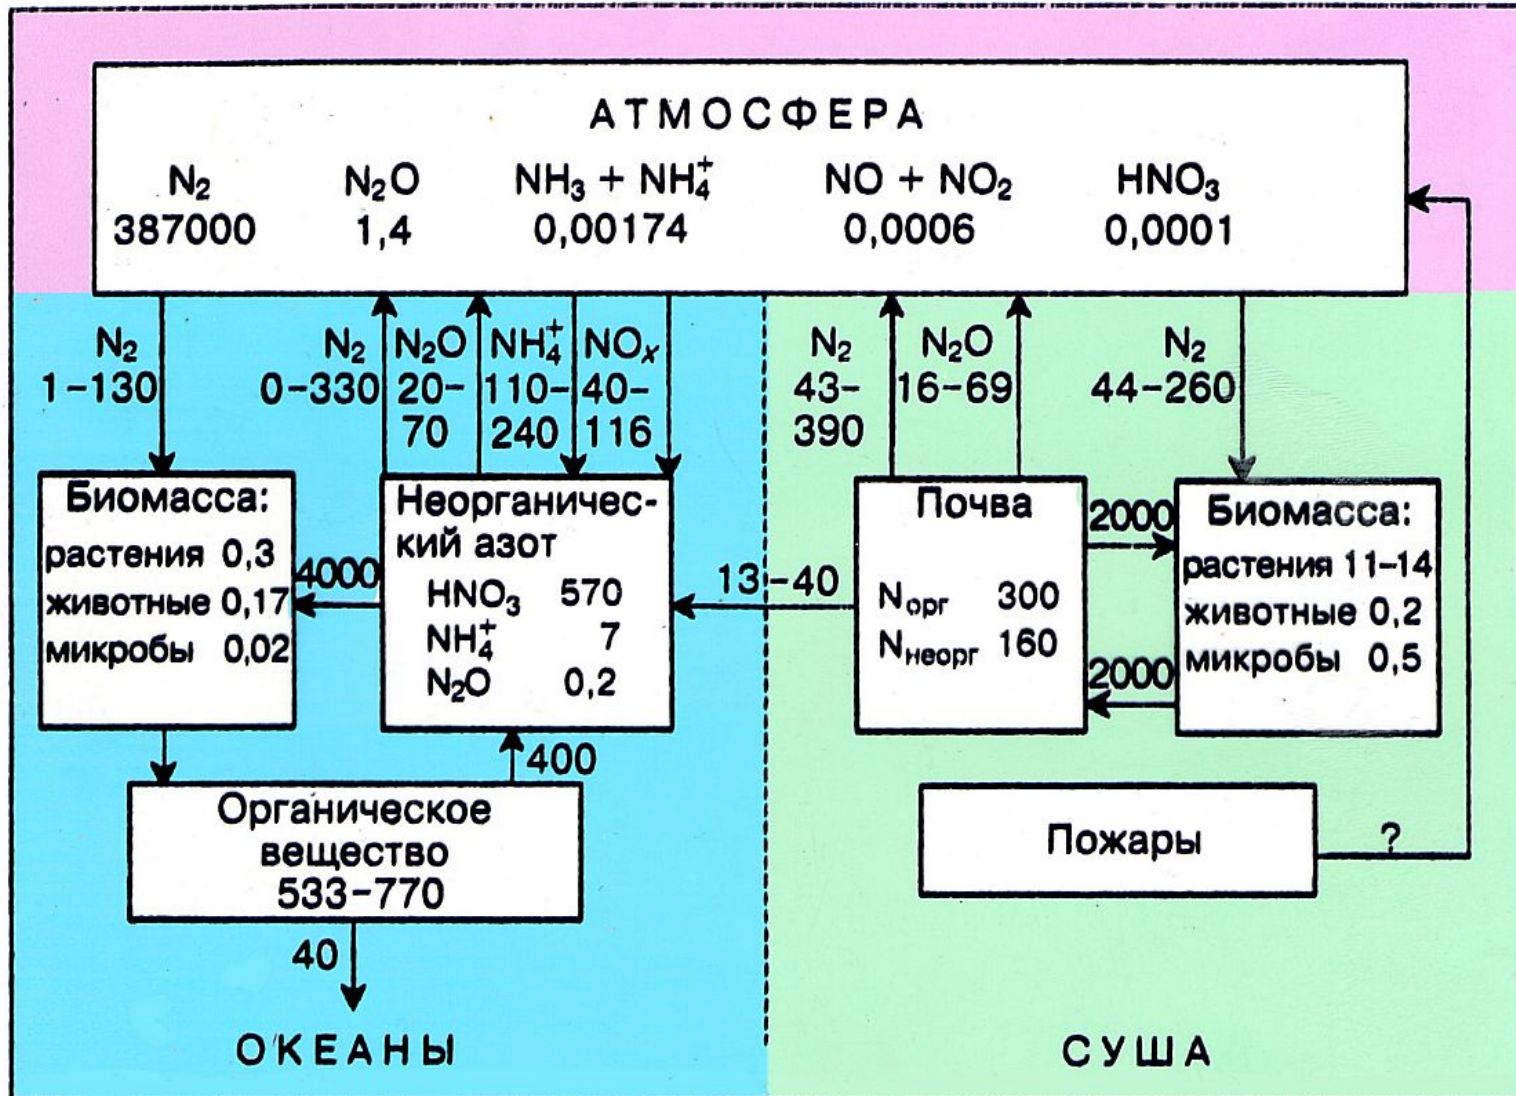 АТМОСФЕРА
N₂ N₂O NH₃ + NH₄⁺ NO + NO₂ HNO₃
387000 1,4 0,00174 0,0006 0,0001
N₂
1–130
N₂
0–330
N₂O
20–
70
NH₄⁺
110–
240
NOₓ
40–
116
N₂
43–
390
N₂O
16–69
N₂
44–260
Биомасса:
растения 0,3
животные 0,17
микробы 0,02
4000
Неорганичес-
кий азот
HNO₃ 570
NH₄⁺ 7
N₂O 0,2
13–40
Почва
Nорг 300
Nнеорг 160
2000
2000
Биомасса:
растения 11–14
животные 0,2
микробы 0,5
400
Органическое
вещество
533–770
40
Пожары
?
ОКЕАНЫ
СУША